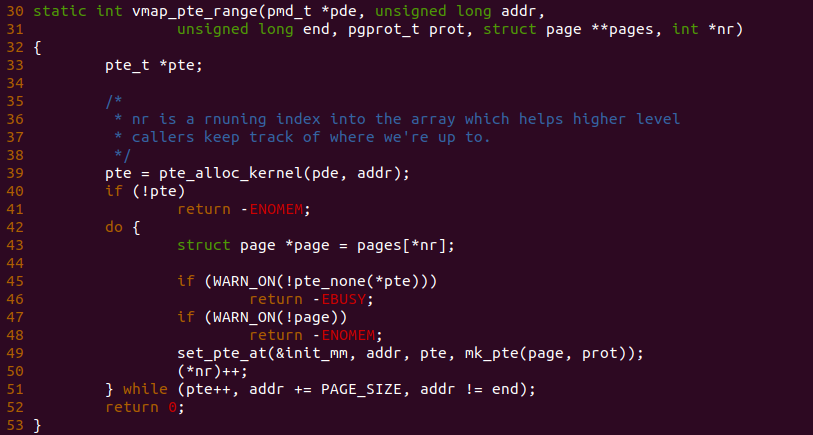 30 static int vmap_pte_range(pmd_t *pde, unsigned long addr,
31                 unsigned long end, pgprot_t prot, struct page **pages, int *nr)
32 {
33         pte_t *pte;
34
35         /*
36          * nr is a rnuning index into the array which helps higher level
37          * callers keep track of where we're up to.
38          */
39         pte = pte_alloc_kernel(pde, addr);
40         if (!pte)
41                 return -ENOMEM;
42         do {
43                 struct page *page = pages[*nr];
44
45                 if (WARN_ON(!pte_none(*pte)))
46                         return -EBUSY;
47                 if (WARN_ON(!page))
48                         return -ENOMEM;
49                 set_pte_at(&init_mm, addr, pte, mk_pte(page, prot));
50                 (*nr)++;
51         } while (pte++, addr += PAGE_SIZE, addr != end);
52         return 0;
53 }